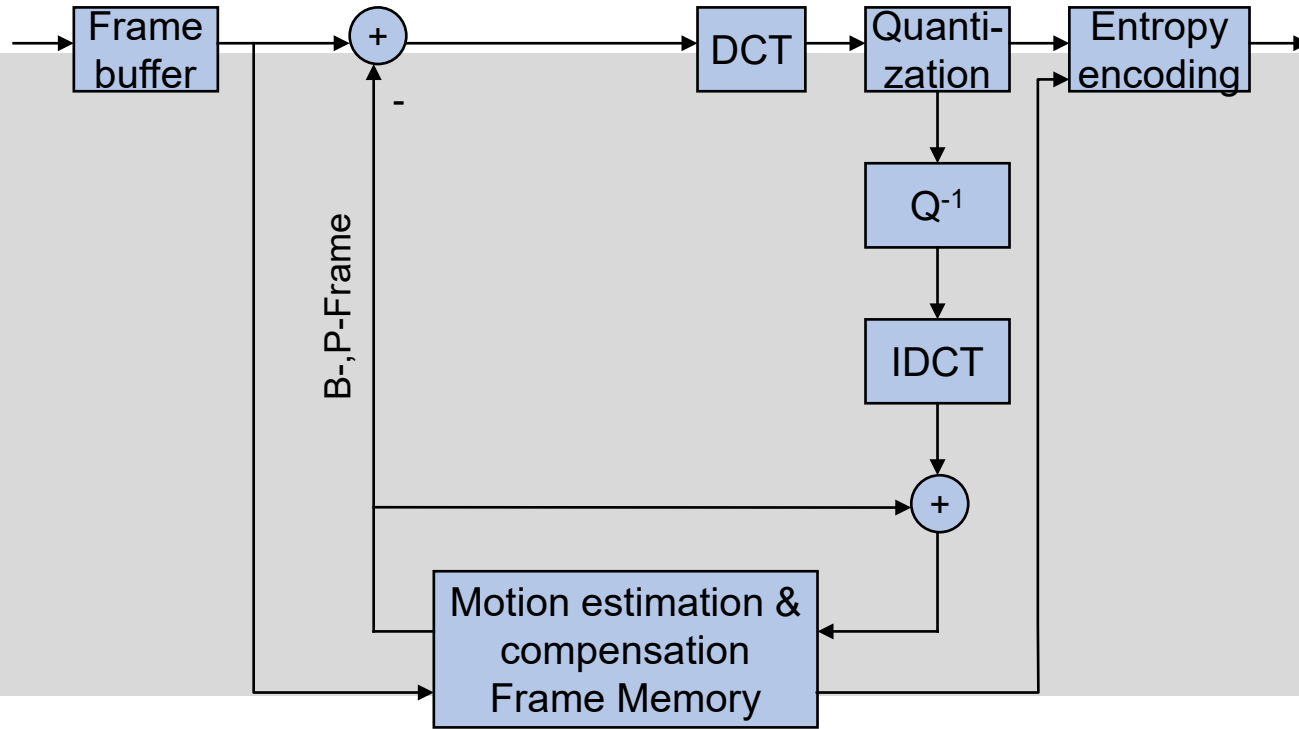 Frame
buffer
+
DCT
Quanti-
zation
Entropy
encoding
-
Q⁻¹
B-,P-Frame
IDCT
+
Motion estimation &
compensation
Frame Memory